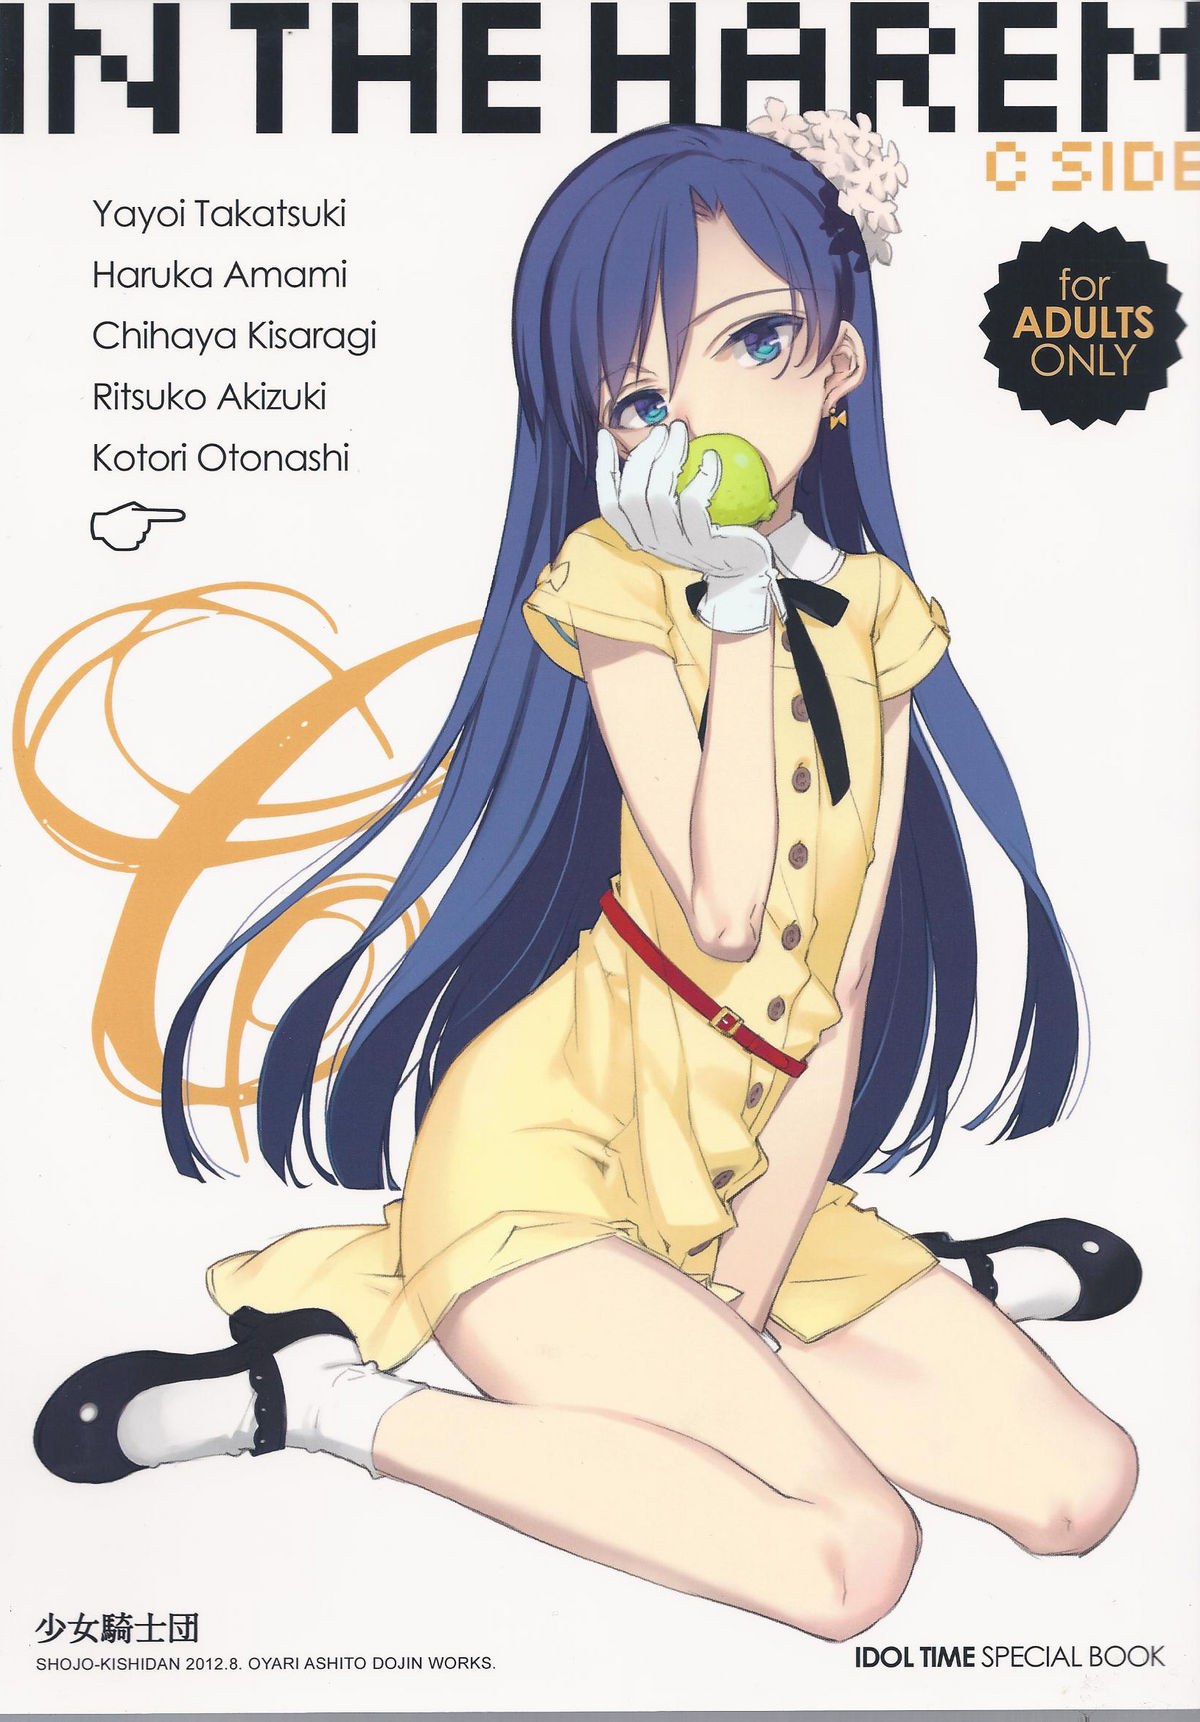 IN THE HAREM
C SIDE
Yayoi Takatsuki
Haruka Amami
Chihaya Kisaragi
Ritsuko Akizuki
Kotori Otonashi
for
ADULTS
ONLY
C
少女騎士団
SHOJO-KISHIDAN 2012.8. OYARI ASHITO DOJIN WORKS.
IDOL TIME SPECIAL BOOK